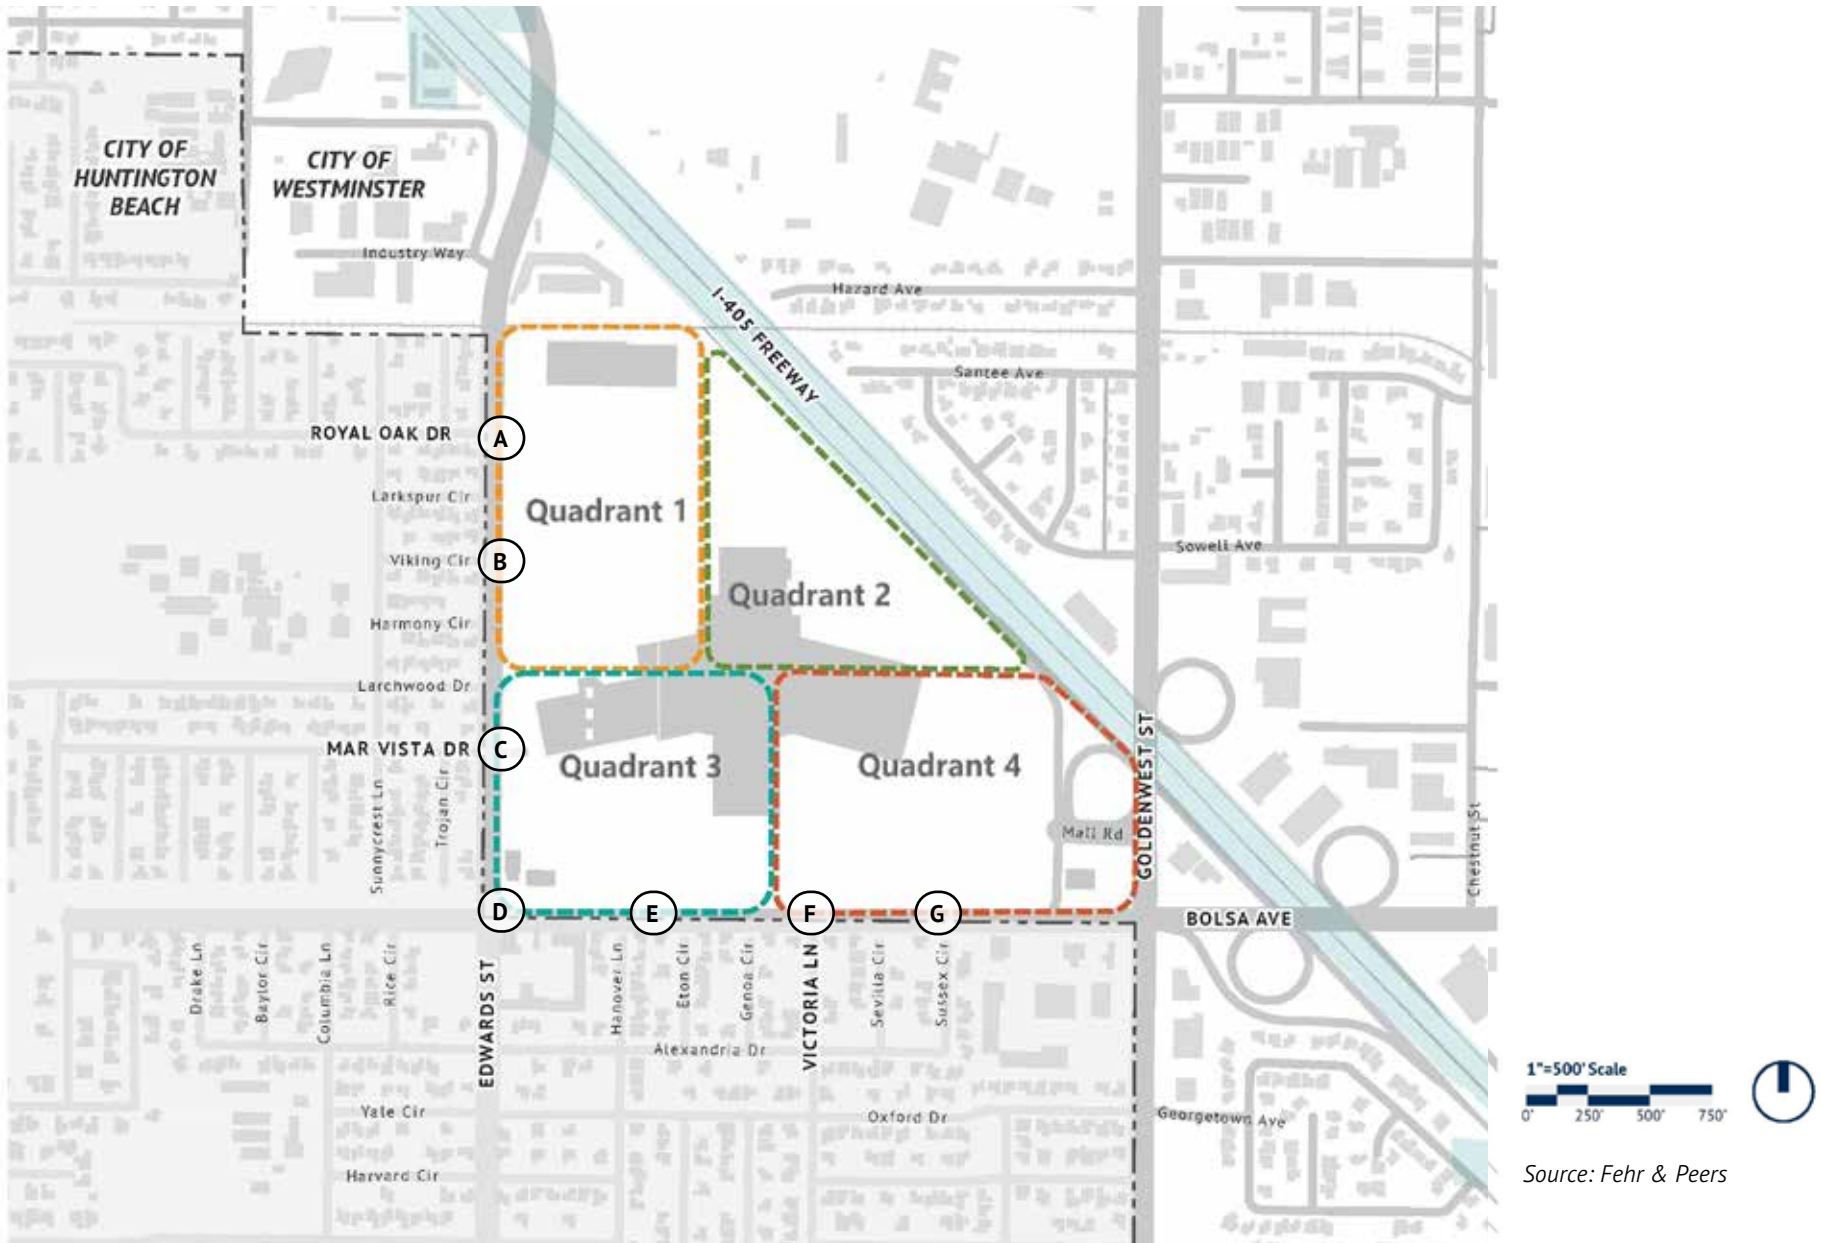 CITY OF
HUNTINGTON
BEACH
CITY OF
WESTMINSTER
Industry Way
Hazard Ave
I-405 FREEWAY
Santee Ave
ROYAL OAK DR
A
Larkspur Cir
Quadrant 1
Viking Cir
B
Sowell Ave
Quadrant 2
Harmony Cir
Larchwood Dr
MAR VISTA DR
C
Quadrant 3
Quadrant 4
Sunnycrest Ln
Trojan Cir
Mall Rd
GOLDENWEST ST
Chestnut St
D
E
F
G
BOLSA AVE
Drake Ln
Baylor Cir
Columbia Ln
Rice Cir
EDWARDS ST
Hanover Ln
Eton Cir
Genoa Cir
VICTORIA LN
Sevilla Cir
Sussex Cir
Alexandria Dr
Yale Cir
Oxford Dr
Georgetown Ave
Harvard Cir
1"=500' Scale
0' 250' 500' 750'
Source: Fehr & Peers